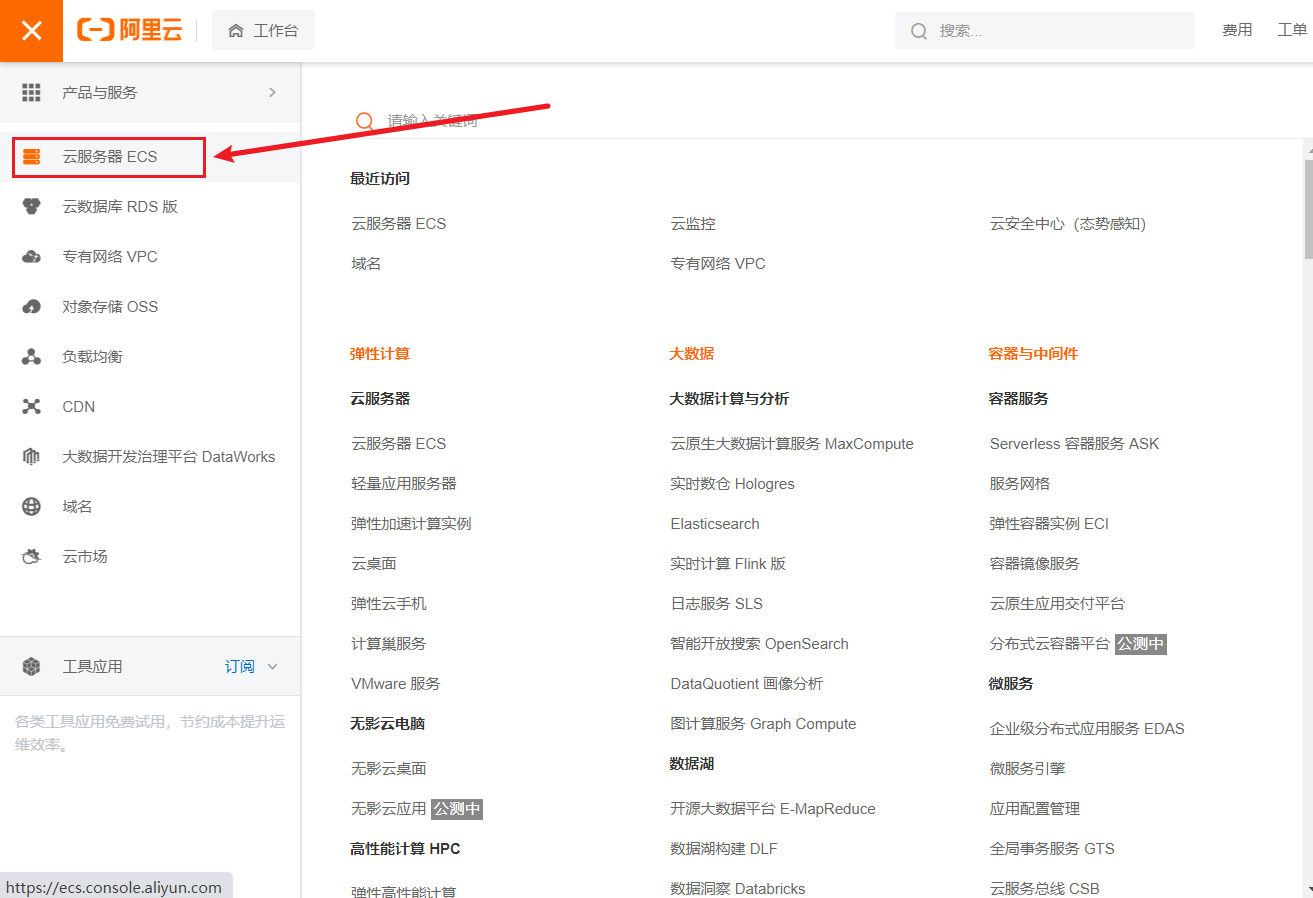 阿里云
工作台
搜索...
费用
工单
产品与服务
云服务器 ECS
云数据库 RDS 版
专有网络 VPC
对象存储 OSS
负载均衡
CDN
大数据开发治理平台 DataWorks
域名
云市场
工具应用
订阅
各类工具应用免费试用，节约成本提升运
维效率。
https://ecs.console.aliyun.com
请输入关键词
最近访问
云服务器 ECS
云监控
云安全中心（态势感知）
域名
专有网络 VPC
弹性计算
云服务器
云服务器 ECS
轻量应用服务器
弹性加速计算实例
云桌面
弹性云手机
计算巢服务
VMware 服务
无影云电脑
无影云桌面
无影云应用 公测中
高性能计算 HPC
弹性高性能计算
大数据
大数据计算与分析
云原生大数据计算服务 MaxCompute
实时数仓 Hologres
Elasticsearch
实时计算 Flink 版
日志服务 SLS
智能开放搜索 OpenSearch
DataQuotient 画像分析
图计算服务 Graph Compute
数据湖
开源大数据平台 E-MapReduce
数据湖构建 DLF
数据洞察 Databricks
容器与中间件
容器服务
Serverless 容器服务 ASK
服务网格
弹性容器实例 ECI
容器镜像服务
云原生应用交付平台
分布式云容器平台 公测中
微服务
企业级分布式应用服务 EDAS
微服务引擎
应用配置管理
全局事务服务 GTS
云服务总线 CSB